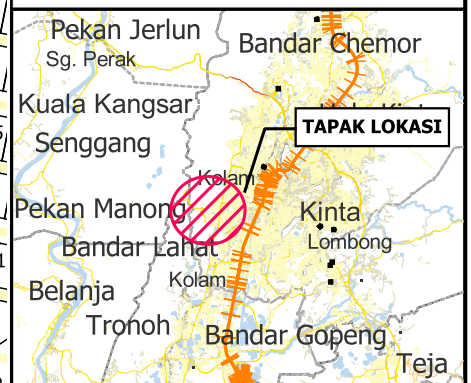 Pekan Jerlun
Bandar Chemor
Sg. Perak
Kuala Kangsar
TAPAK LOKASI
Senggang
Kolam
Pekan Manong
Kinta
Lombong
Bandar Lahat
Kolam
Belanja
Tronoh
Bandar Gopeng
Teja